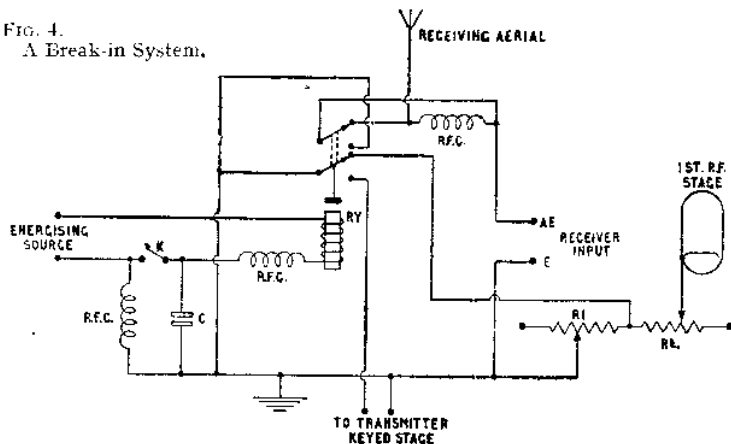 FIG. 4.
A Break-in System.
RECEIVING AERIAL
R.F.C.
1ST. R.F.
STAGE
RY
AE
ENERGISING
SOURCE
K
RECEIVER
INPUT
E
R.F.C.
R.F.C.
C
R1
TO TRANSMITTER
KEYED STAGE